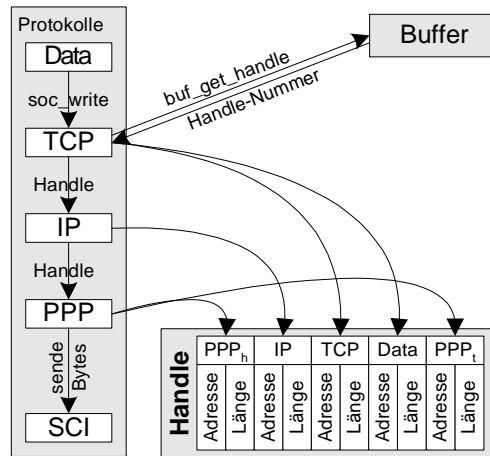 Protokolle
Data
soc_write
TCP
Handle
IP
Handle
PPP
sende
Bytes
SCI
Buffer
buf_get_handle
Handle-Nummer
Handle
PPPh IP TCP Data PPPt
Adresse Länge Adresse Länge Adresse Länge Adresse Länge Adresse Länge